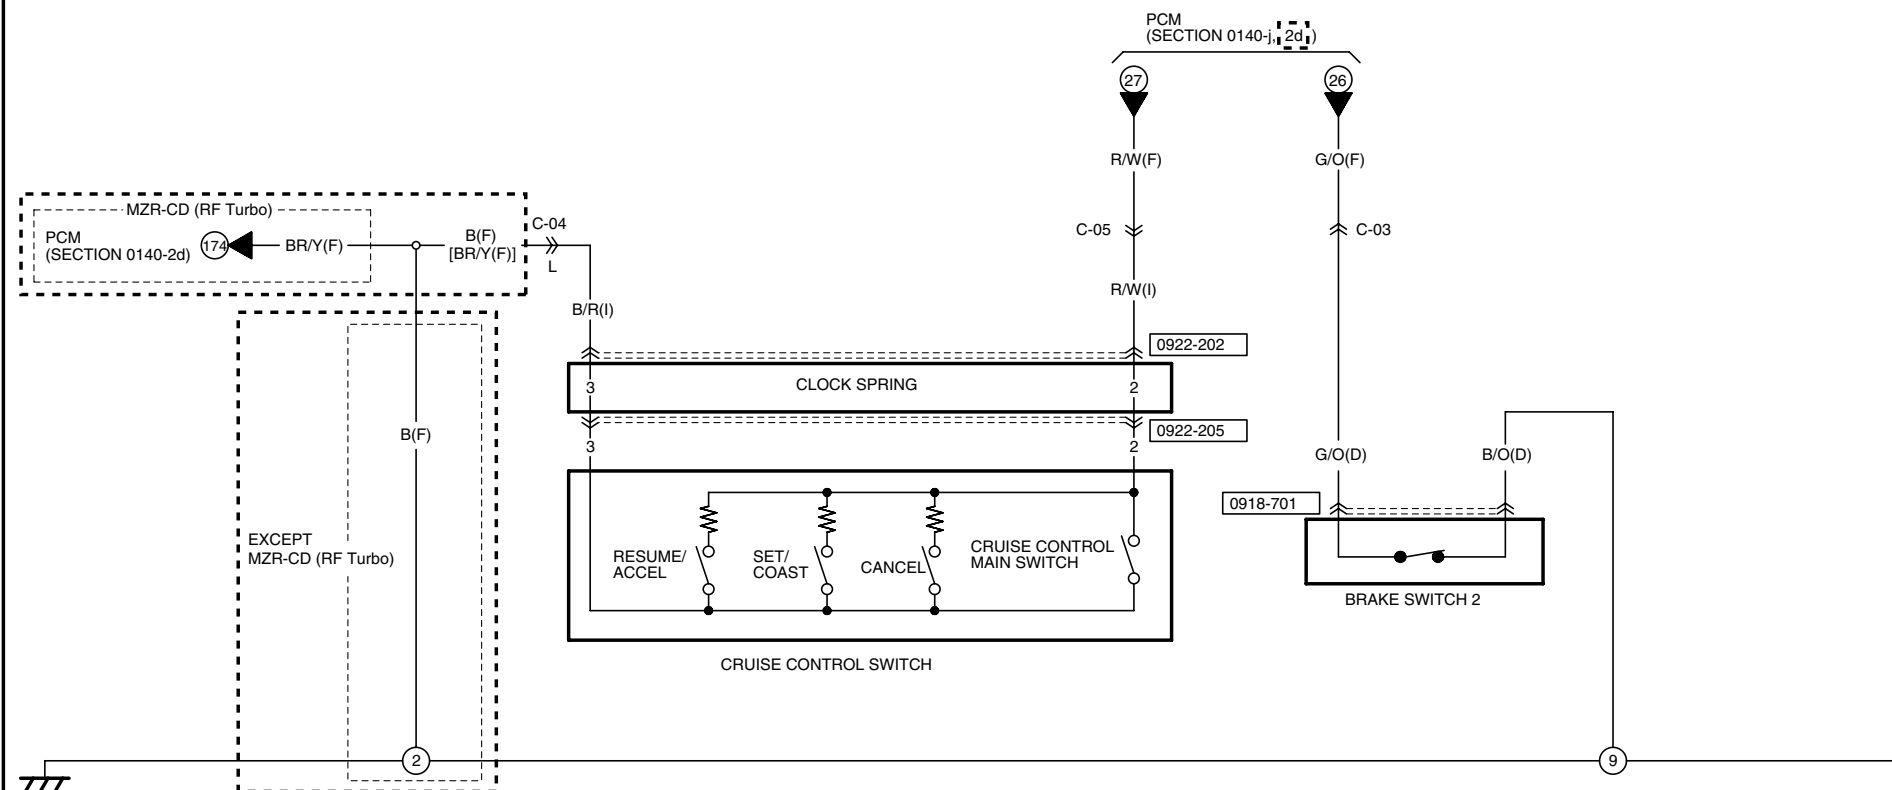 PCM
(SECTION 0140-j, 2d )
27
26
R/W(F)
G/O(F)
MZR-CD (RF Turbo)
PCM
(SECTION 0140-2d)
174
BR/Y(F)
B(F)
[BR/Y(F)]
C-04
L
C-05
C-03
R/W(I)
B/R(I)
0922-202
3
CLOCK SPRING
2
0922-205
3
2
B(F)
G/O(D)
B/O(D)
0918-701
EXCEPT
MZR-CD (RF Turbo)
RESUME/
ACCEL
SET/
COAST
CANCEL
CRUISE CONTROL
MAIN SWITCH
BRAKE SWITCH 2
CRUISE CONTROL SWITCH
2
9